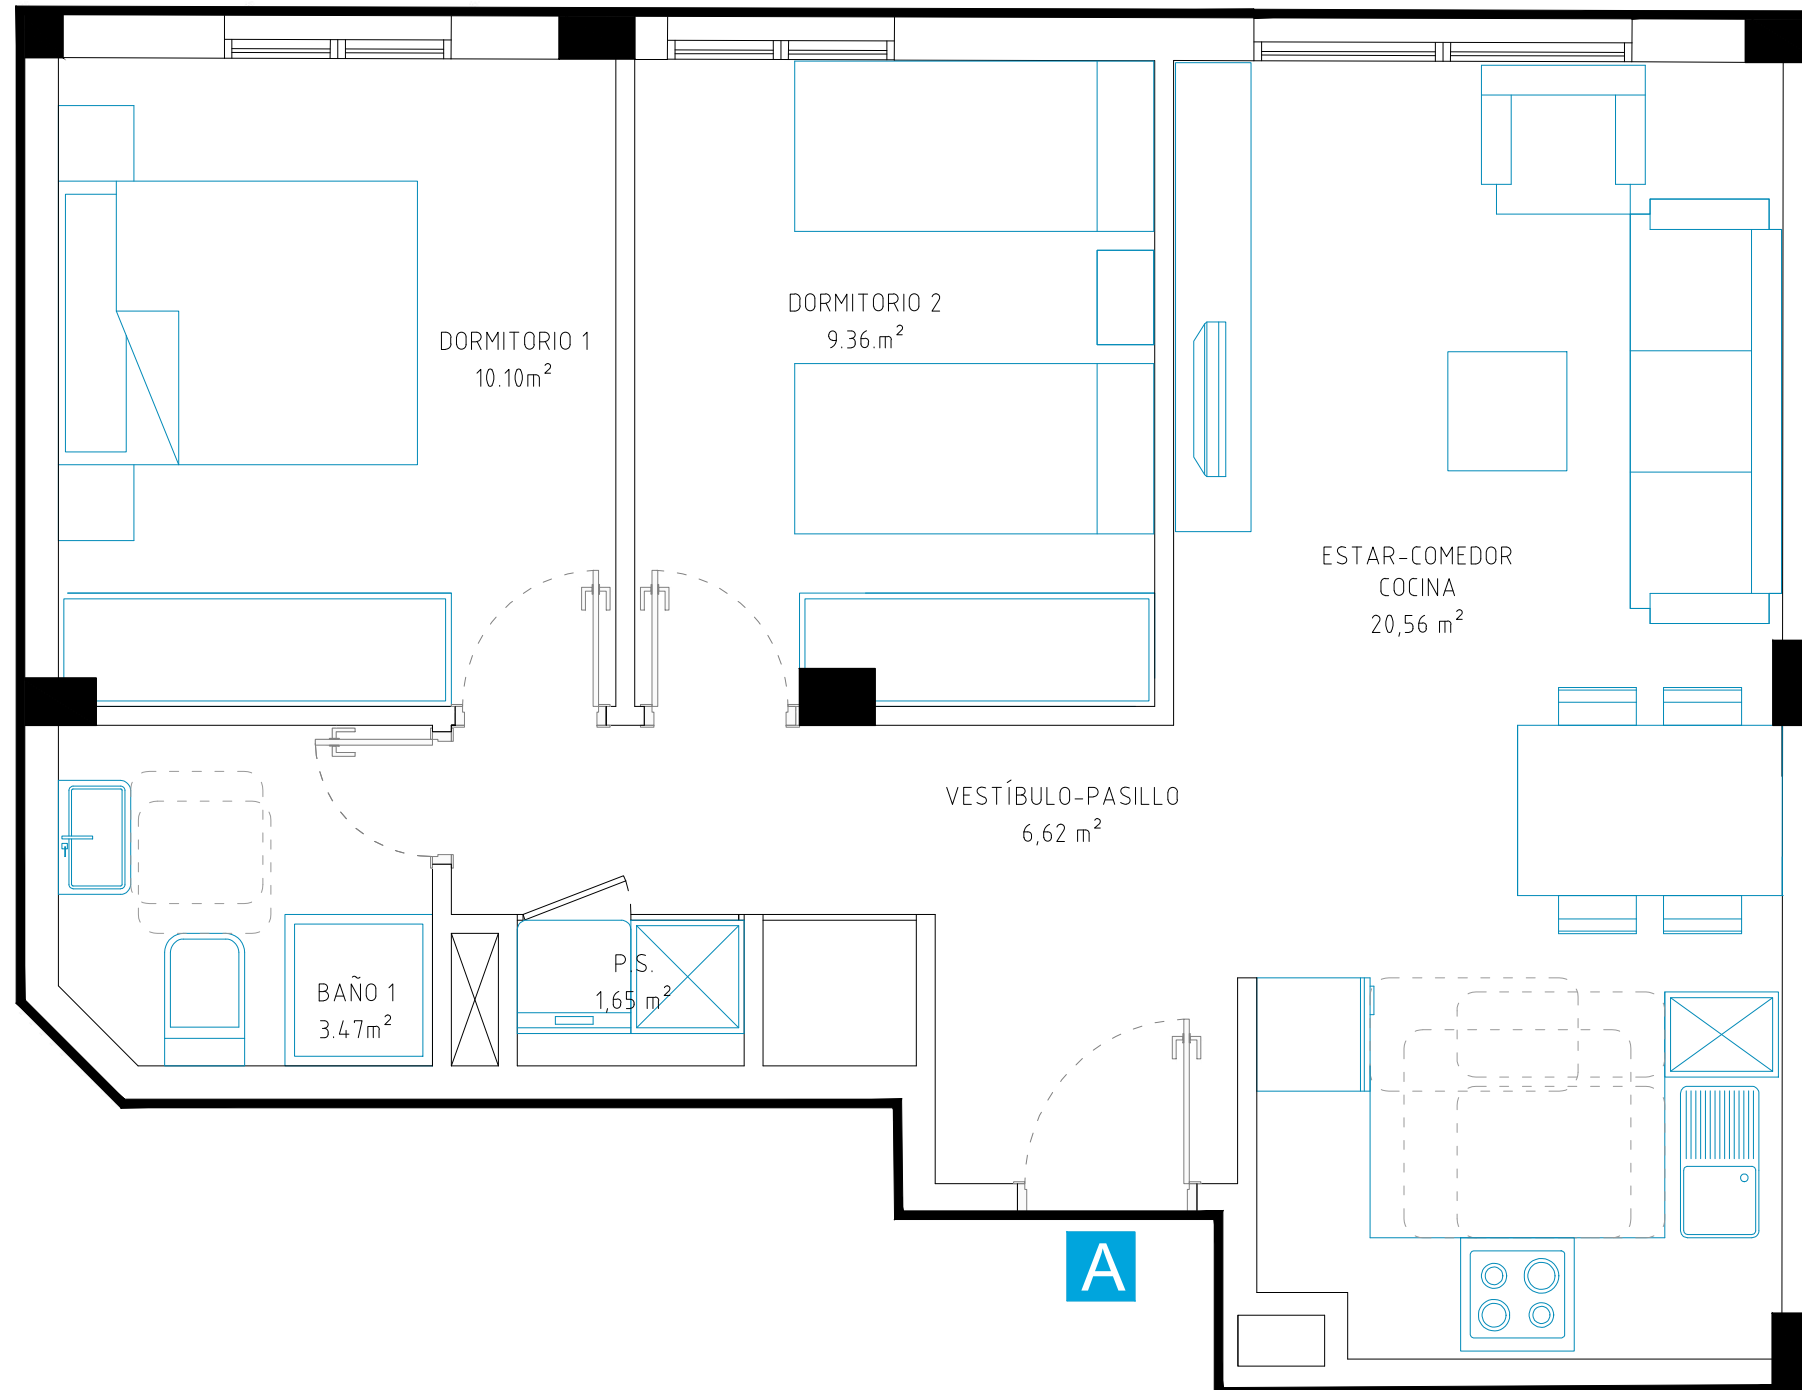 DORMITORIO 1
10.10m²
DORMITORIO 2
9.36.m²
ESTAR-COMEDOR
COCINA
20,56 m²
VESTÍBULO-PASILLO
6,62 m²
P.S.
1,65 m²
BAÑO 1
3.47m²
A